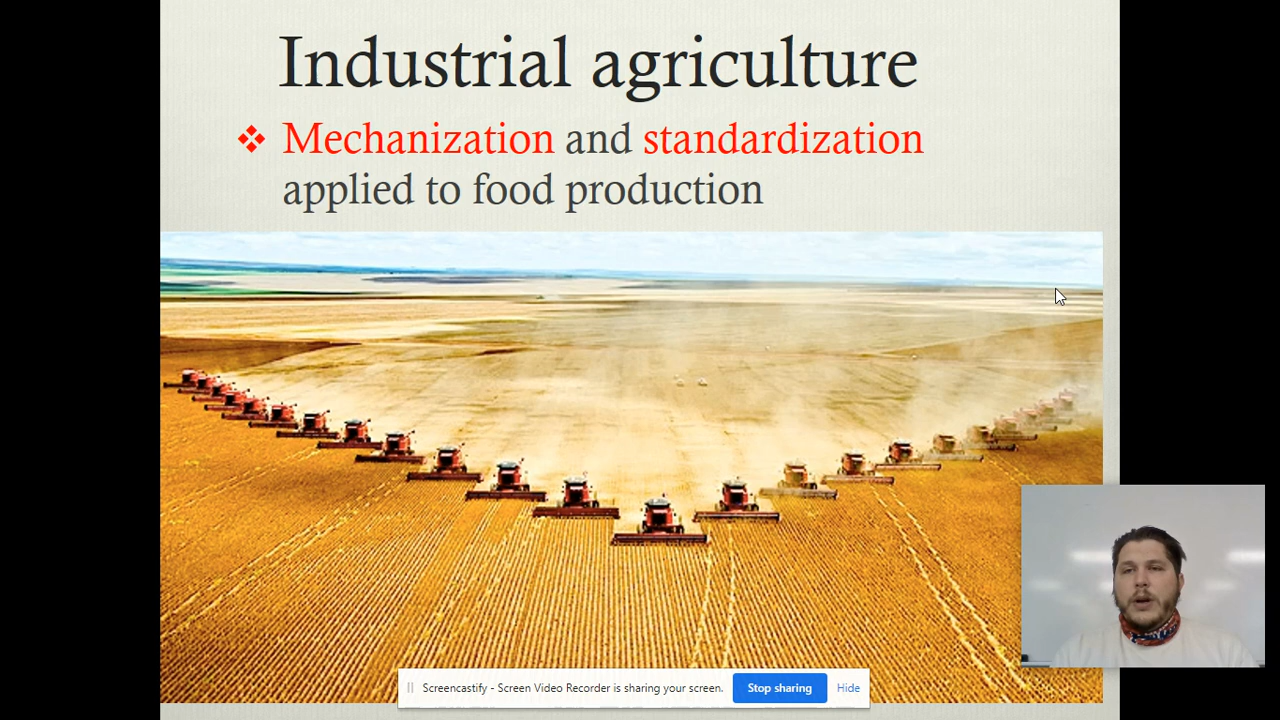 Industrial agriculture
❖ Mechanization and standardization
applied to food production
Screencastify - Screen Video Recorder is sharing your screen. Stop sharing Hide